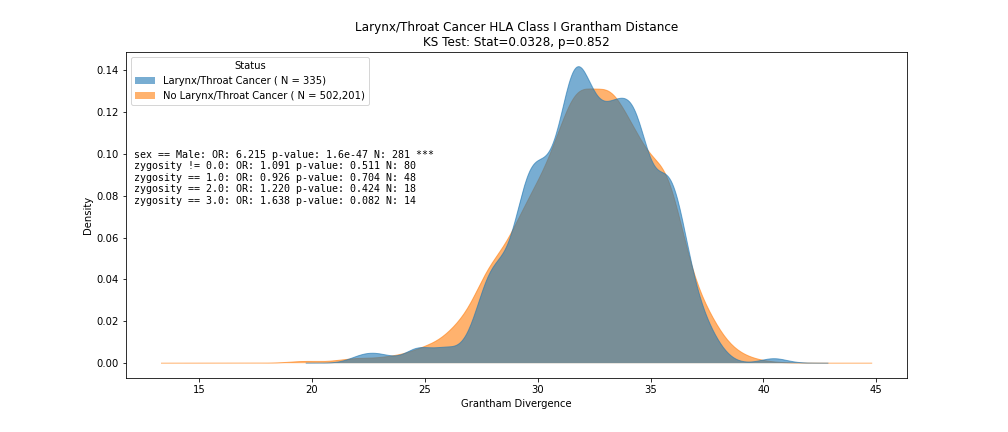 Larynx/Throat Cancer HLA Class I Grantham Distance
KS Test: Stat=0.0328, p=0.852
Status
Larynx/Throat Cancer ( N = 335)
No Larynx/Throat Cancer ( N = 502,201)
sex == Male: OR: 6.215 p-value: 1.6e-47 N: 281 ***
zygosity != 0.0: OR: 1.091 p-value: 0.511 N: 80
zygosity == 1.0: OR: 0.926 p-value: 0.704 N: 48
zygosity == 2.0: OR: 1.220 p-value: 0.424 N: 18
zygosity == 3.0: OR: 1.638 p-value: 0.082 N: 14
Density
0.14
0.12
0.10
0.08
0.06
0.04
0.02
0.00
15 20 25 30 35 40 45
Grantham Divergence